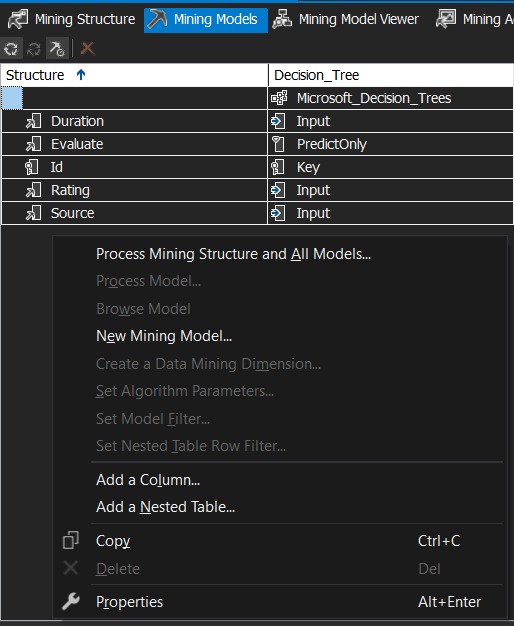 Mining Structure Mining Models Mining Model Viewer Mining A
Structure Decision_Tree
Microsoft_Decision_Trees
Duration Input
Evaluate PredictOnly
Id Key
Rating Input
Source Input
Process Mining Structure and All Models...
Process Model...
Browse Model
New Mining Model...
Create a Data Mining Dimension...
Set Algorithm Parameters...
Set Model Filter...
Set Nested Table Row Filter...
Add a Column...
Add a Nested Table...
Copy Ctrl+C
Delete Del
Properties Alt+Enter